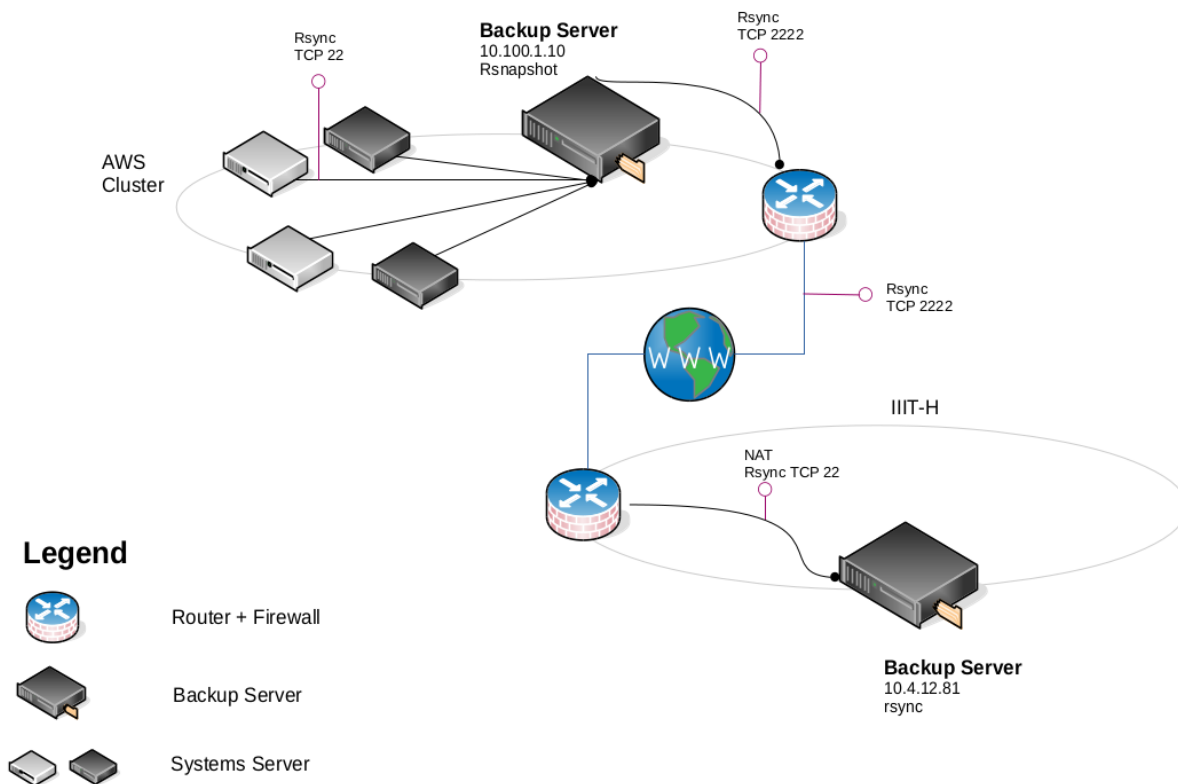 Rsync
TCP 22
Backup Server
10.100.1.10
Rsnapshot
Rsync
TCP 2222
AWS
Cluster
Rsync
TCP 2222
W W W
IIIT-H
NAT
Rsync TCP 22
Backup Server
10.4.12.81
rsync
Legend
Router + Firewall
Backup Server
Systems Server